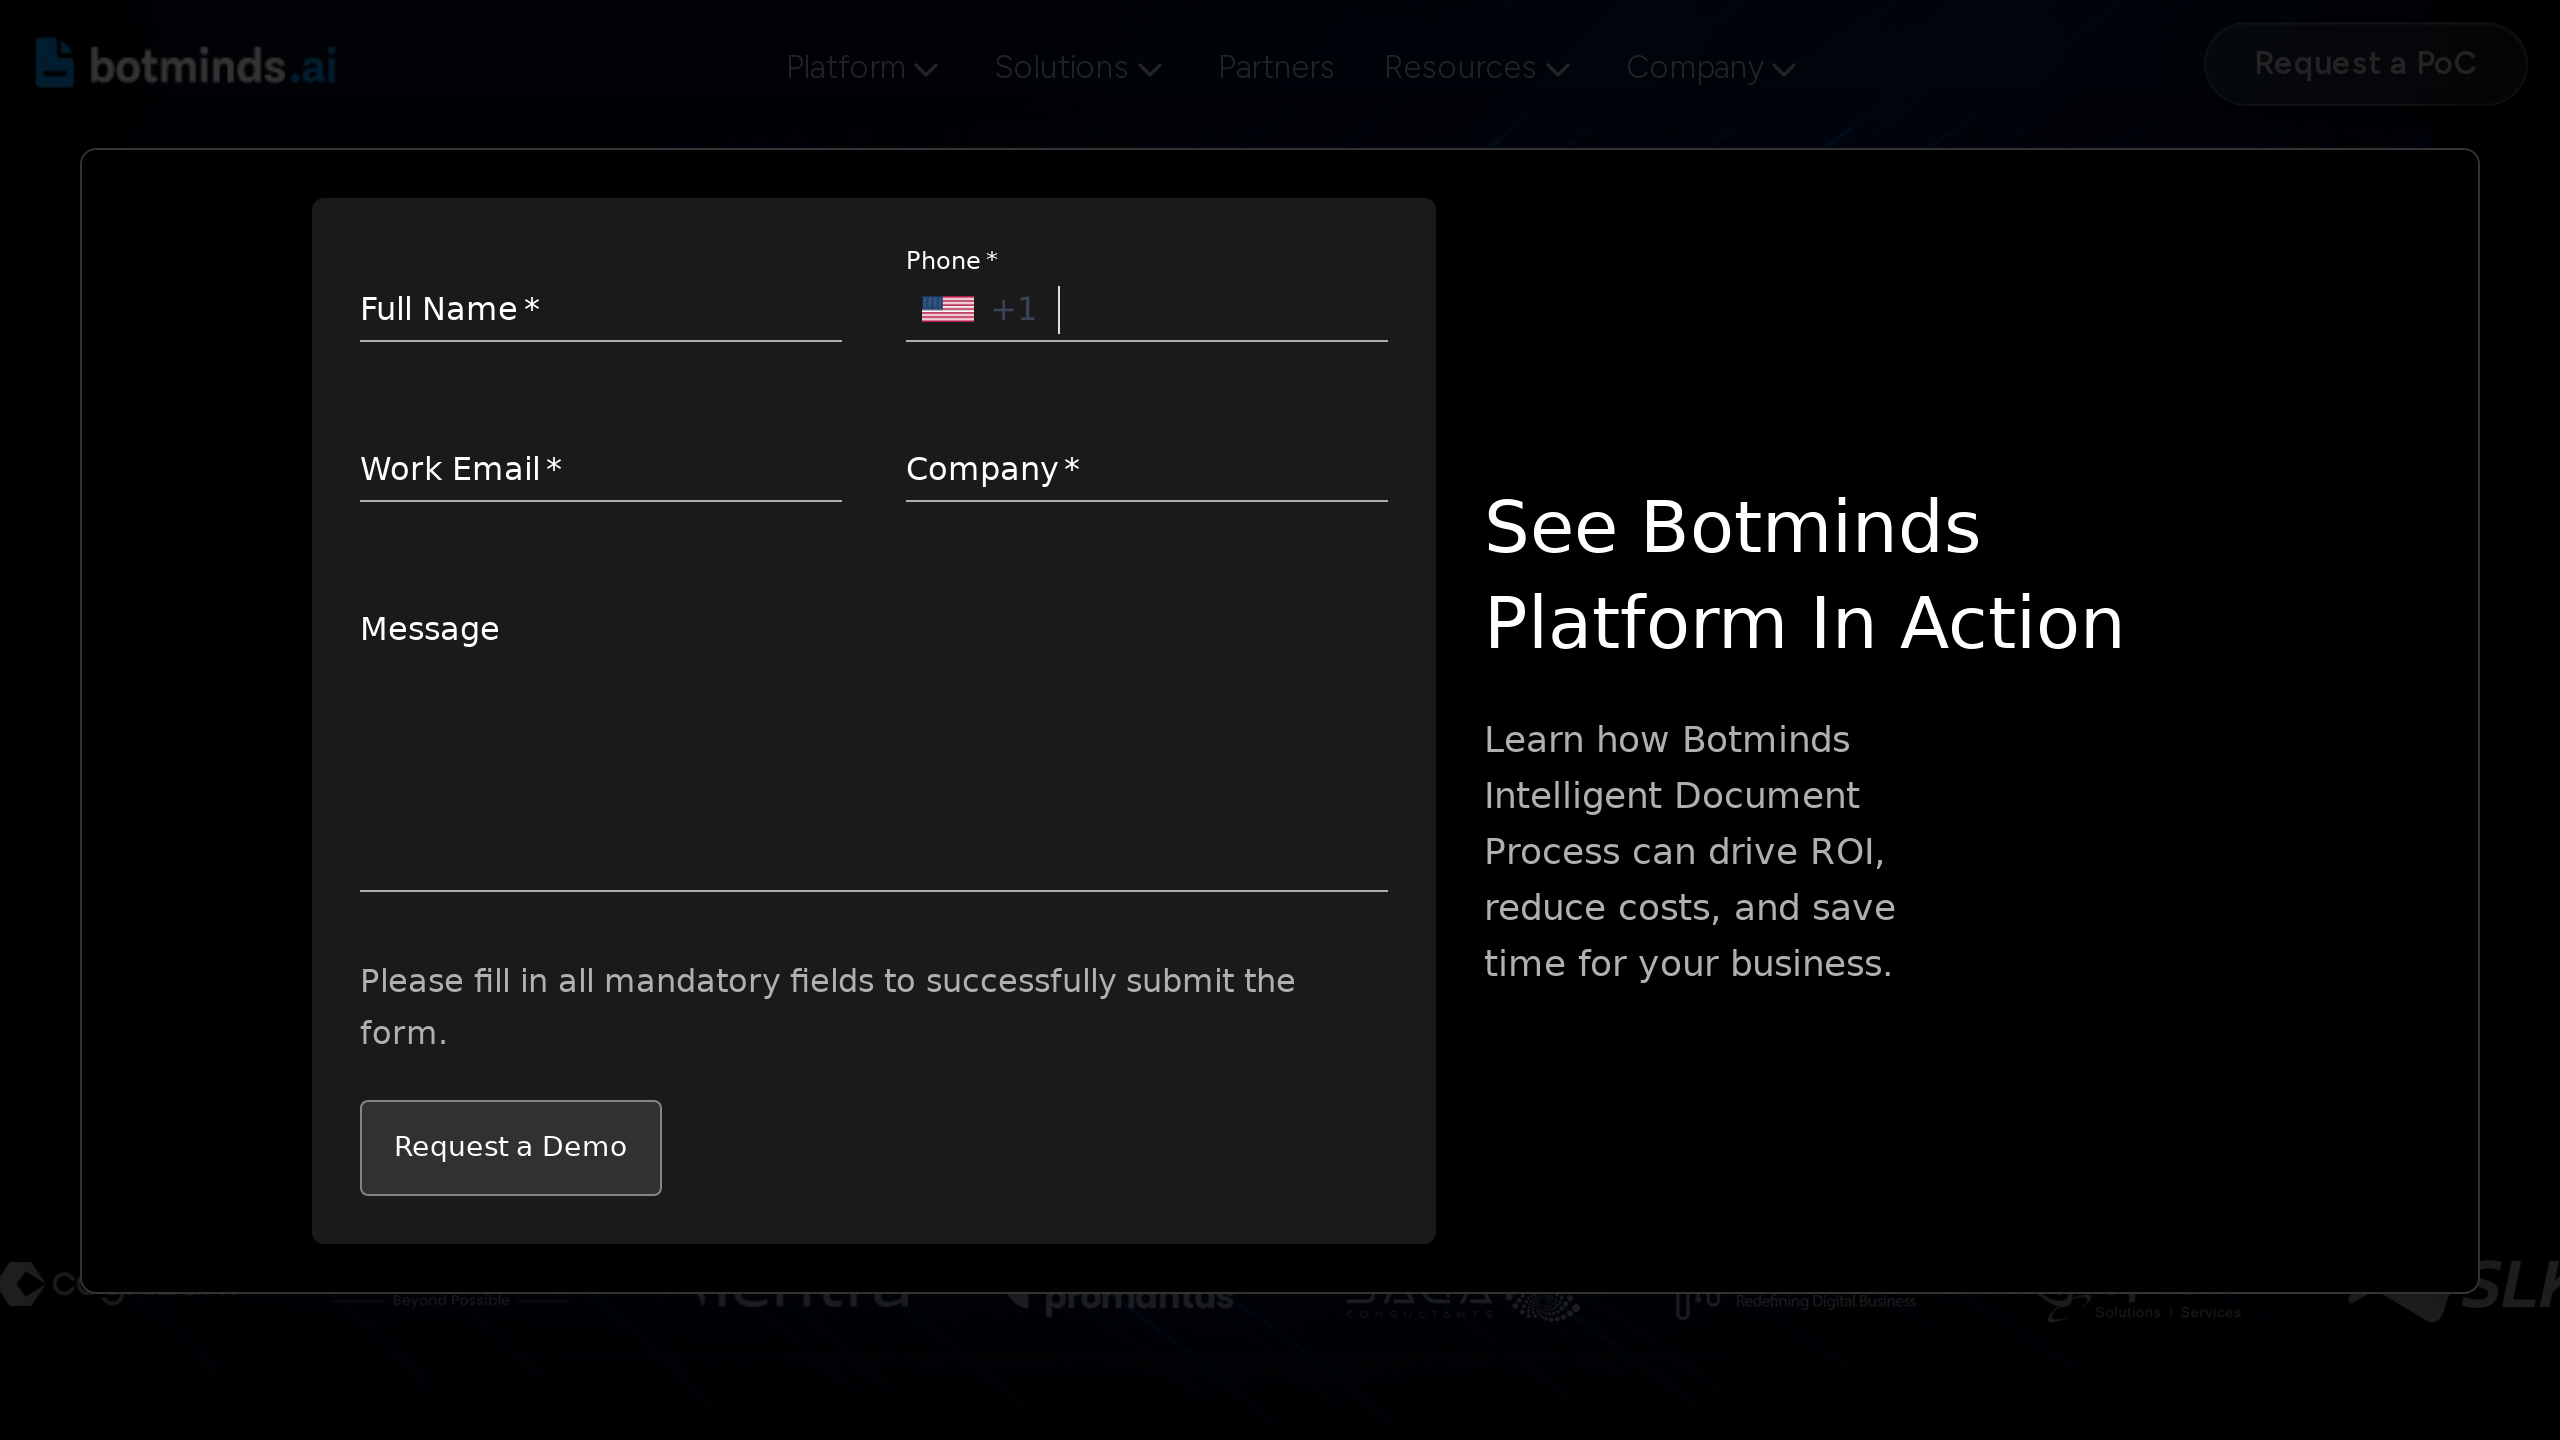 botminds.ai
Platform
Solutions
Partners
Resources
Company
Request a PoC
Full Name *
Phone *
+1
Work Email *
Company *
Message
Please fill in all mandatory fields to successfully submit the
form.
Request a Demo
See Botminds
Platform In Action
Learn how Botminds
Intelligent Document
Process can drive ROI,
reduce costs, and save
time for your business.
Beyond Possible
promantus
CONSULTANTS
Redefining Digital Business
Solutions | Services
SLK